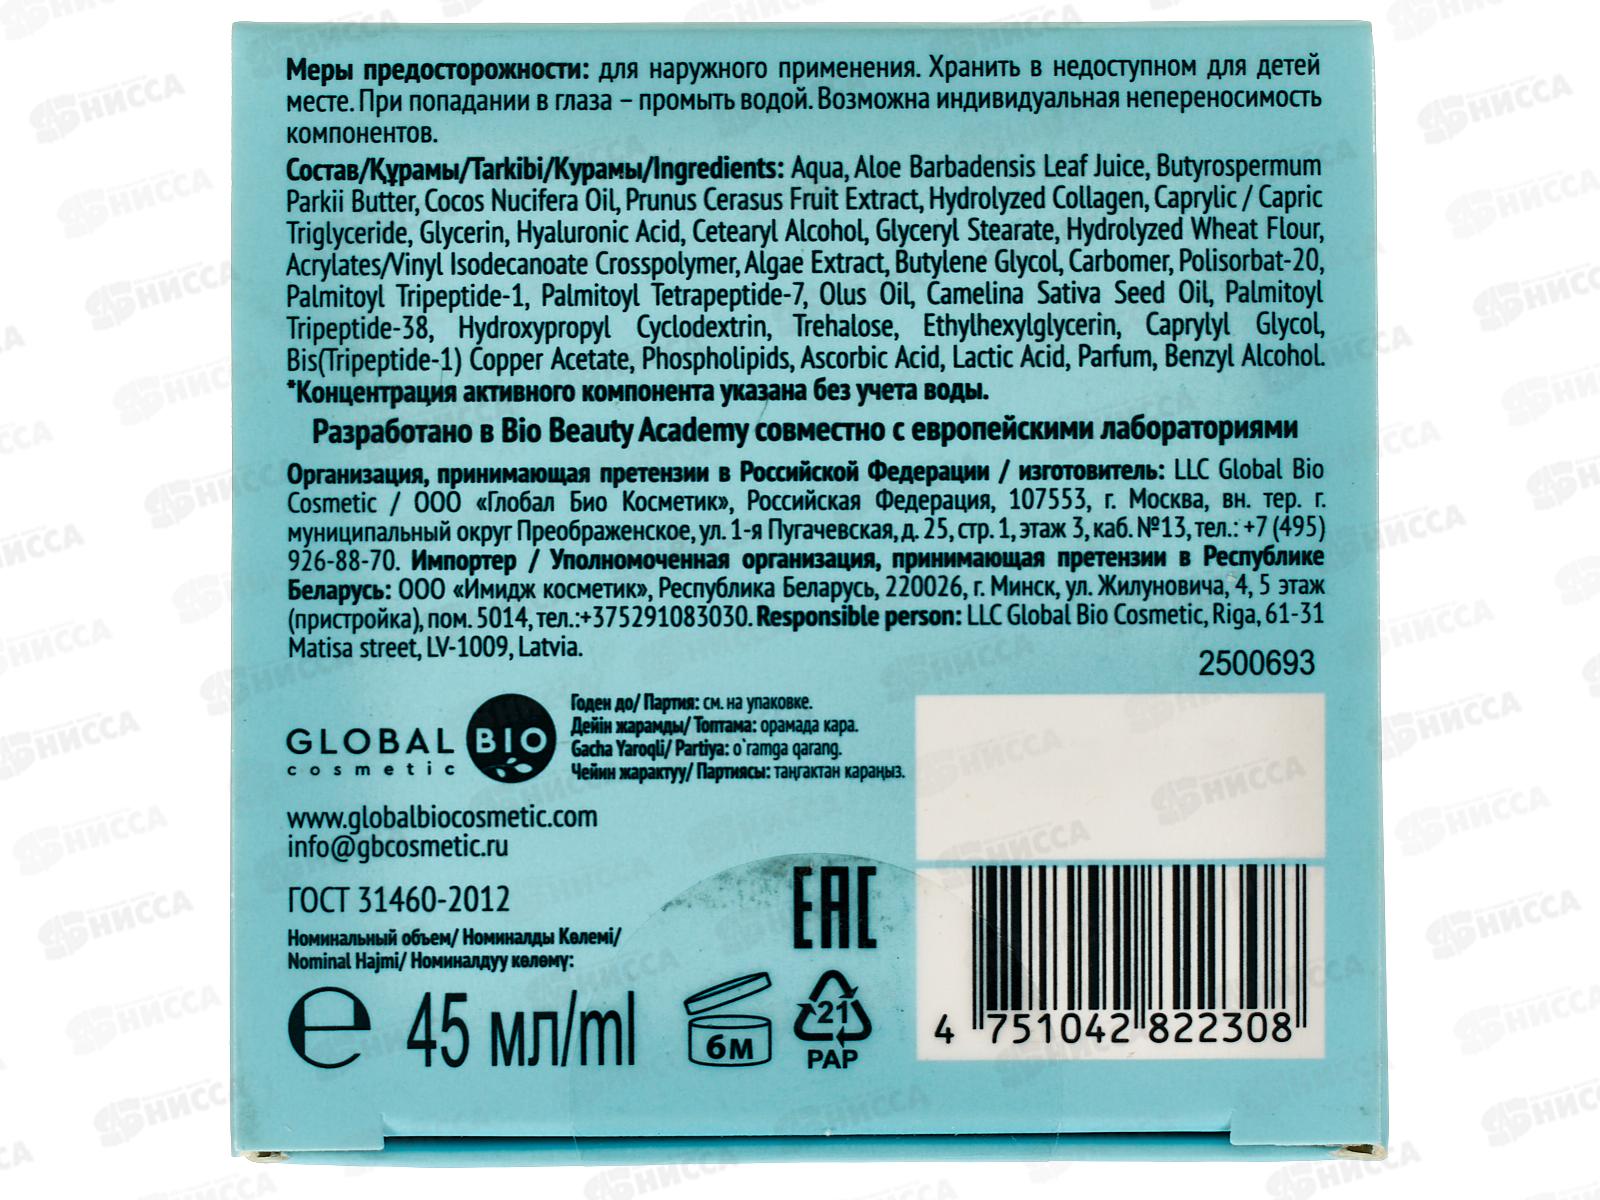 Меры предосторожности: для наружного применения. Хранить в недоступном для детей
месте. При попадании в глаза – промыть водой. Возможна индивидуальная непереносимость
компонентов.
Состав/Құрамы/Tarkibi/Курамы/Ingredients: Aqua, Aloe Barbadensis Leaf Juice, Butyrospermum
Parkii Butter, Cocos Nucifera Oil, Prunus Cerasus Fruit Extract, Hydrolyzed Collagen, Caprylic / Capric
Triglyceride, Glycerin, Hyaluronic Acid, Cetearyl Alcohol, Glyceryl Stearate, Hydrolyzed Wheat Flour,
Acrylates/Vinyl Isodecanoate Crosspolymer, Algae Extract, Butylene Glycol, Carbomer, Polisorbat-20,
Palmitoyl Tripeptide-1, Palmitoyl Tetrapeptide-7, Olus Oil, Camelina Sativa Seed Oil, Palmitoyl
Tripeptide-38, Hydroxypropyl Cyclodextrin, Trehalose, Ethylhexylglycerin, Caprylyl Glycol,
Bis(Tripeptide-1) Copper Acetate, Phospholipids, Ascorbic Acid, Lactic Acid, Parfum, Benzyl Alcohol.
*Концентрация активного компонента указана без учета воды.
Разработано в Bio Beauty Academy совместно с европейскими лабораториями
Организация, принимающая претензии в Российской Федерации / изготовитель: LLC Global Bio
Cosmetic / ООО «Глобал Био Косметик», Российская Федерация, 107553, г. Москва, вн. тер. г.
муниципальный округ Преображенское, ул. 1-я Пугачевская, д. 25, стр. 1, этаж 3, каб. №13, тел.: +7 (495)
926-88-70. Импортер / Уполномоченная организация, принимающая претензии в Республике
Беларусь: ООО «Имидж косметик», Республика Беларусь, 220026, г. Минск, ул. Жилуновича, 4, 5 этаж
(пристройка), пом. 5014, тел.:+375291083030. Responsible person: LLC Global Bio Cosmetic, Riga, 61-31
Matisa street, LV-1009, Latvia.
2500693
GLOBAL BIO
cosmetic
Годен до/ Партия: см. на упаковке.
Дейін жарамды/ Топтама: орамада кара.
Gacha Yaroqli/ Partiya: o`ramga qarang.
Чейин жарактуу/ Партиясы: таңгактан караңыз.
www.globalbiocosmetic.com
info@gbcosmetic.ru
ГОСТ 31460-2012
Номинальный объем/ Номиналды Көлемі/
Nominal Hajmi/ Номиналдуу көлөмү:
℮ 45 мл/ml
6м
EAC
21
PAP
4 751042 822308
НИССА